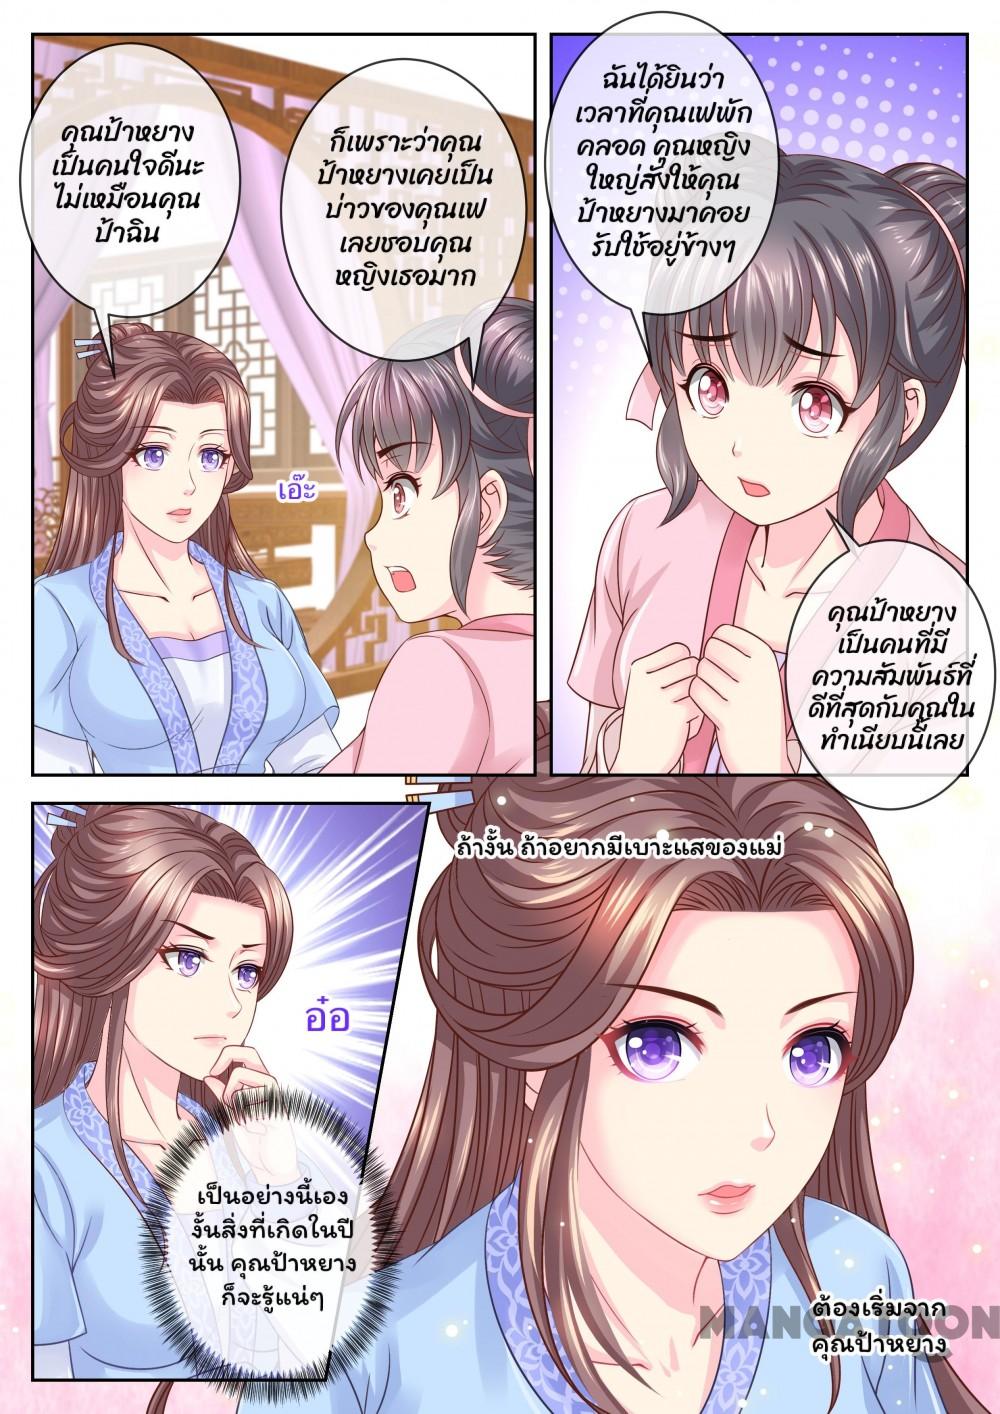 คุณป้าหยาง
เป็นคนใจดีนะ
ไม่เหมือนคุณ
ป้าฉิน
ก็เพราะว่าคุณ
ป้าหยางเคยเป็น
บ่าวของคุณเฟ
เลยชอบคุณ
หญิงเธอมาก
เอ๊ะ
ฉันได้ยินว่า
เวลาที่คุณเฟพัก
คลอด คุณหญิง
ใหญ่สั่งให้คุณ
ป้าหยางมาคอย
รับใช้อยู่ข้างๆ
คุณป้าหยาง
เป็นคนที่มี
ความสัมพันธ์ที่
ดีที่สุดกับคุณใน
ทำเนียบนี้เลย
อ๋อ
เป็นอย่างนี้เอง
งั้นสิ่งที่เกิดในปี
นั้น คุณป้าหยาง
ก็จะรู้แน่ๆ
ถ้างั้น ถ้าอยากมีเบาะแสของแม่
ต้องเริ่มจาก
คุณป้าหยาง
MANGATOON